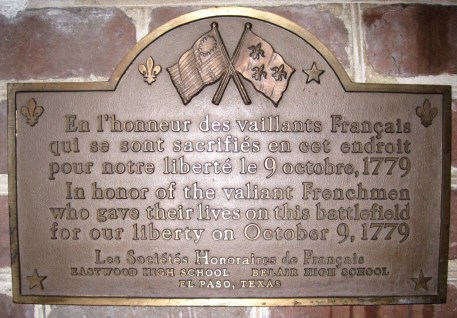 En l'honneur des vaillants Français
qui se sont sacrifiés en cet endroit
pour notre liberté le 9 octobre, 1779
In honor of the valiant Frenchmen
who gave their lives on this battlefield
for our liberty on October 9, 1779
Les Sociétés Honoraires de Français
EASTWOOD HIGH SCHOOL BELAIR HIGH SCHOOL
EL PASO, TEXAS